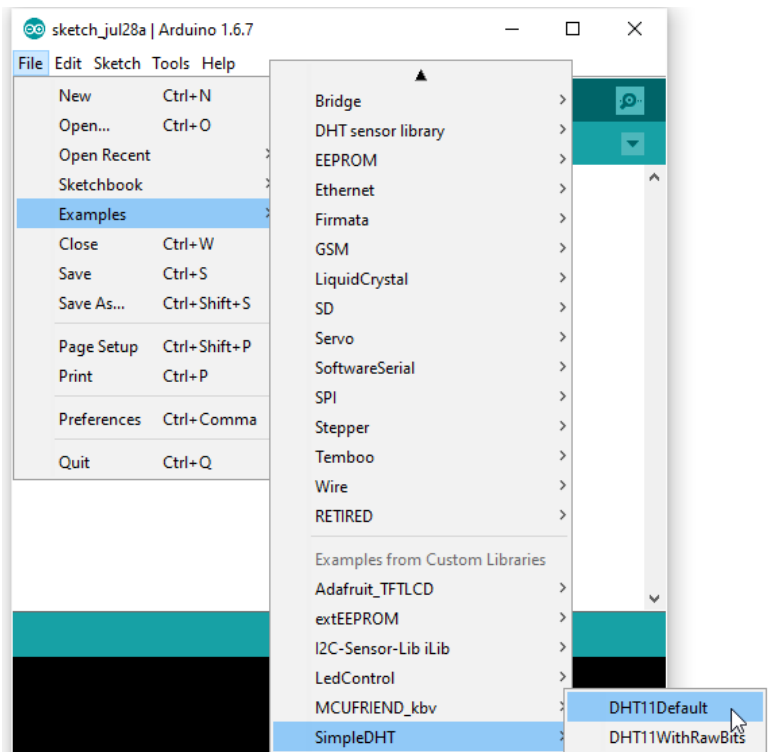 sketch_jul28a | Arduino 1.6.7
File Edit Sketch Tools Help
New Ctrl+N
Open... Ctrl+O
Open Recent
Sketchbook
Examples
Close Ctrl+W
Save Ctrl+S
Save As... Ctrl+Shift+S
Page Setup Ctrl+Shift+P
Print Ctrl+P
Preferences Ctrl+Comma
Quit Ctrl+Q
Bridge
DHT sensor library
EEPROM
Ethernet
Firmata
GSM
LiquidCrystal
SD
Servo
SoftwareSerial
SPI
Stepper
Temboo
Wire
RETIRED
Examples from Custom Libraries
Adafruit_TFTLCD
extEEPROM
I2C-Sensor-Lib iLib
LedControl
MCUFRIEND_kbv
SimpleDHT
DHT11Default
DHT11WithRawBits